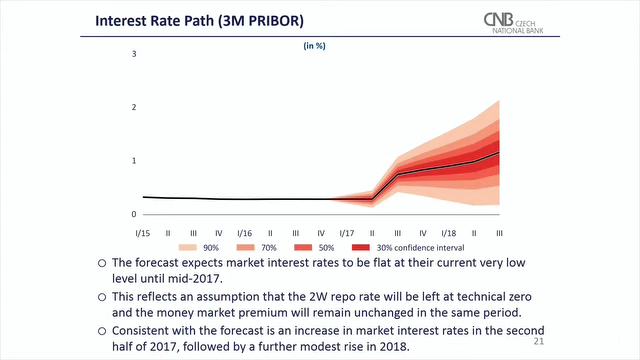 Interest Rate Path (3M PRIBOR)
CNB CZECH
NATIONAL BANK
(in %)
3
2
1
0
I/15 II III IV I/16 II III IV I/17 II III IV I/18 II III
90% 70% 50% 30% confidence interval
The forecast expects market interest rates to be flat at their current very low
level until mid-2017.
This reflects an assumption that the 2W repo rate will be left at technical zero
and the money market premium will remain unchanged in the same period.
Consistent with the forecast is an increase in market interest rates in the second
half of 2017, followed by a further modest rise in 2018.
21